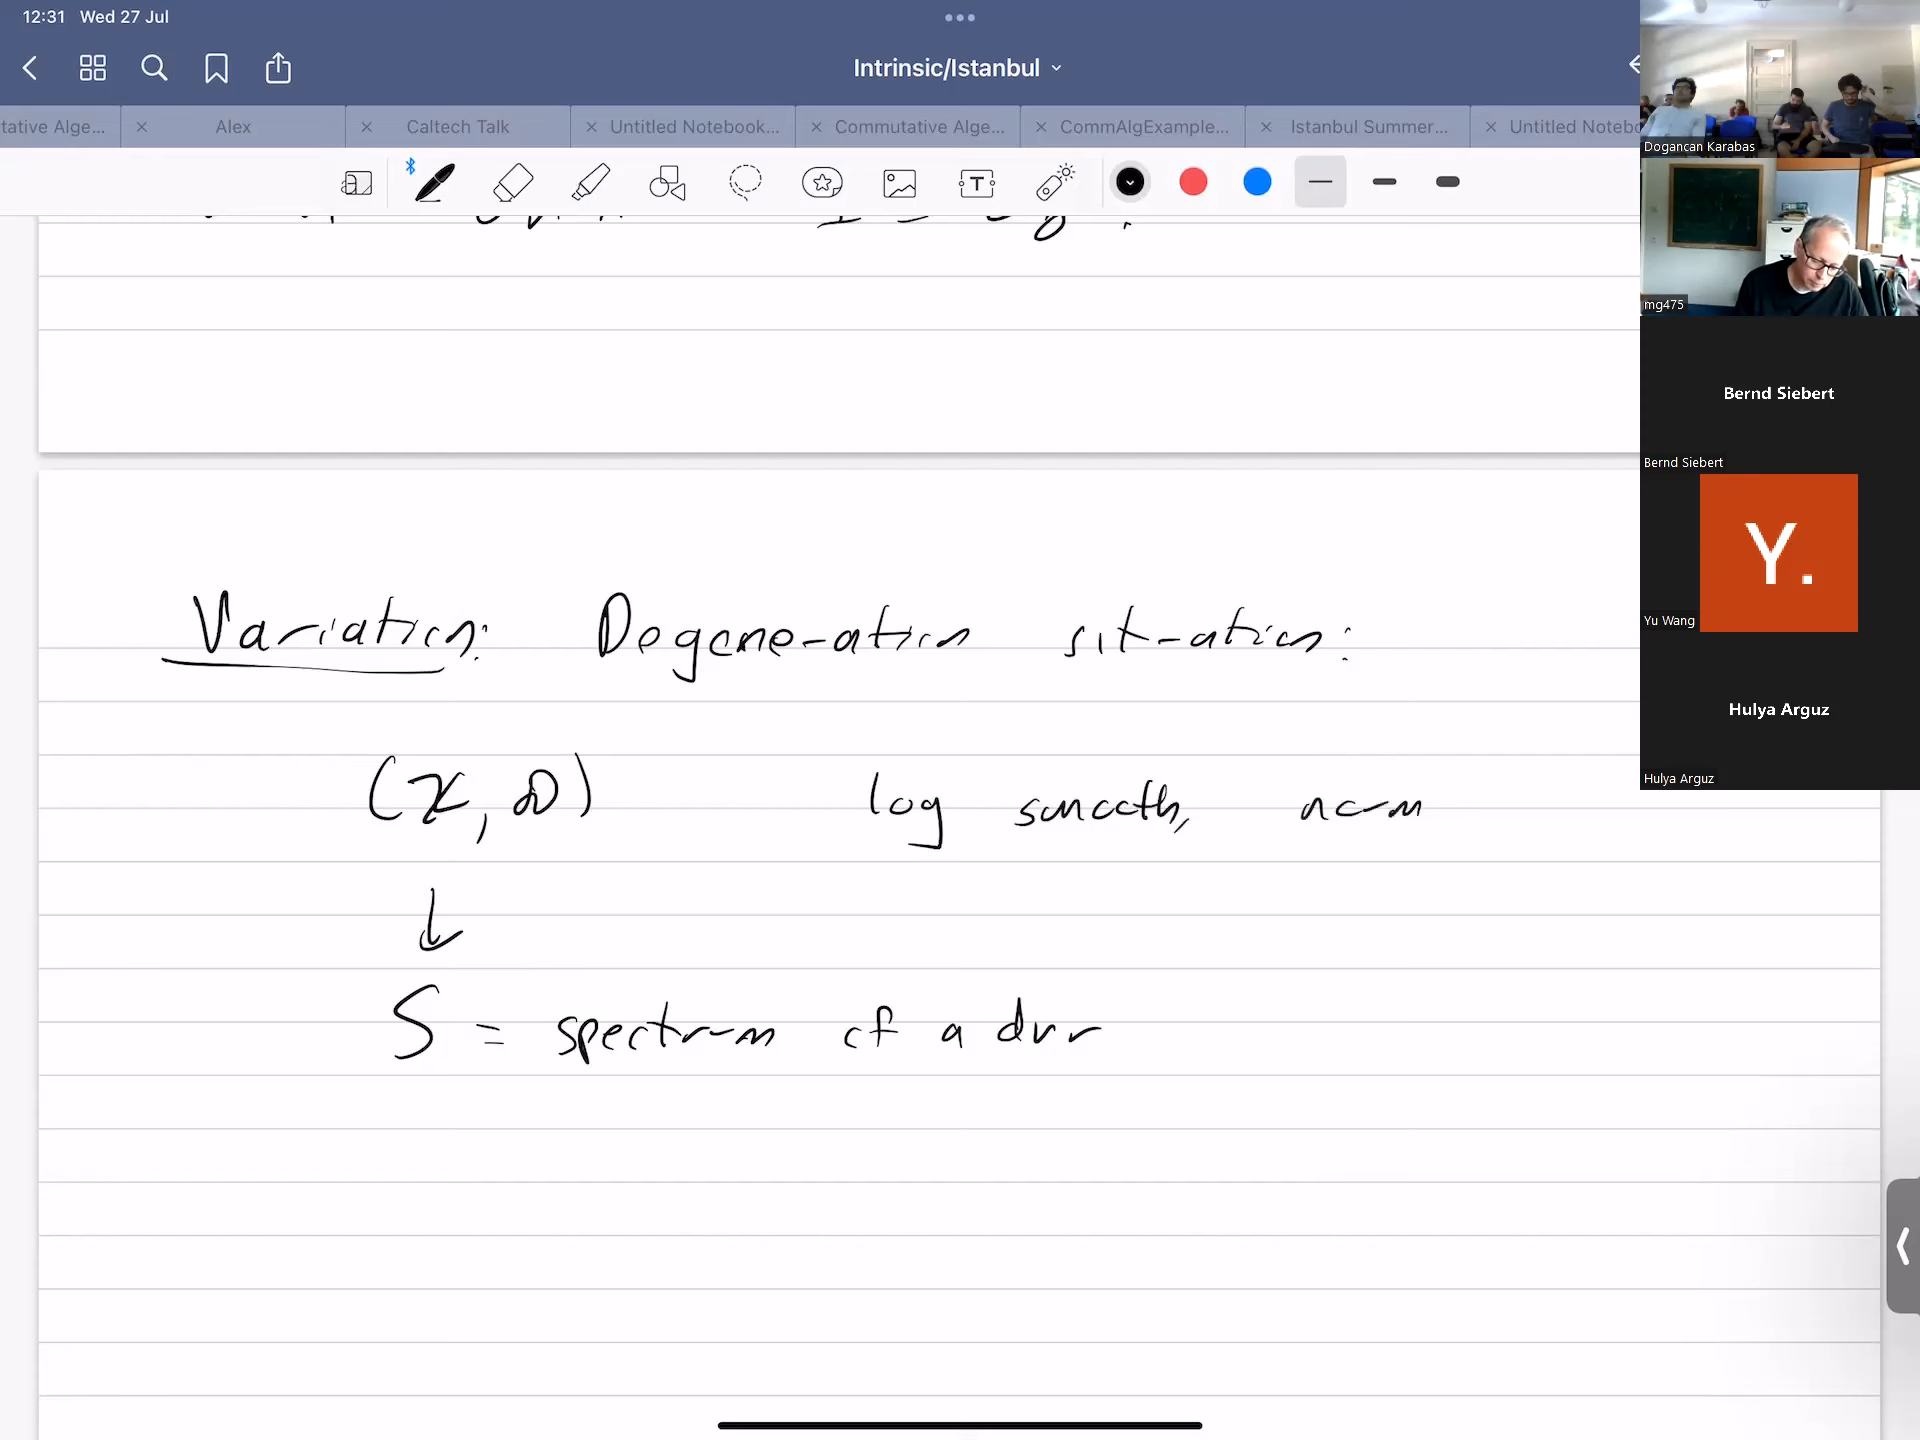 12:31 Wed 27 Jul
Intrinsic/Istanbul
tative Alge... Alex Caltech Talk Untitled Notebook... Commutative Alge... CommAlgExample... Istanbul Summer... Untitled Notebo
Dogancan Karabas
mg475
Bernd Siebert
Bernd Siebert
Y.
Yu Wang
Hulya Arguz
Hulya Arguz
Variation: Degeneration situation:
(X, D) log smooth, norm
↓
S = spectrum of a dvr